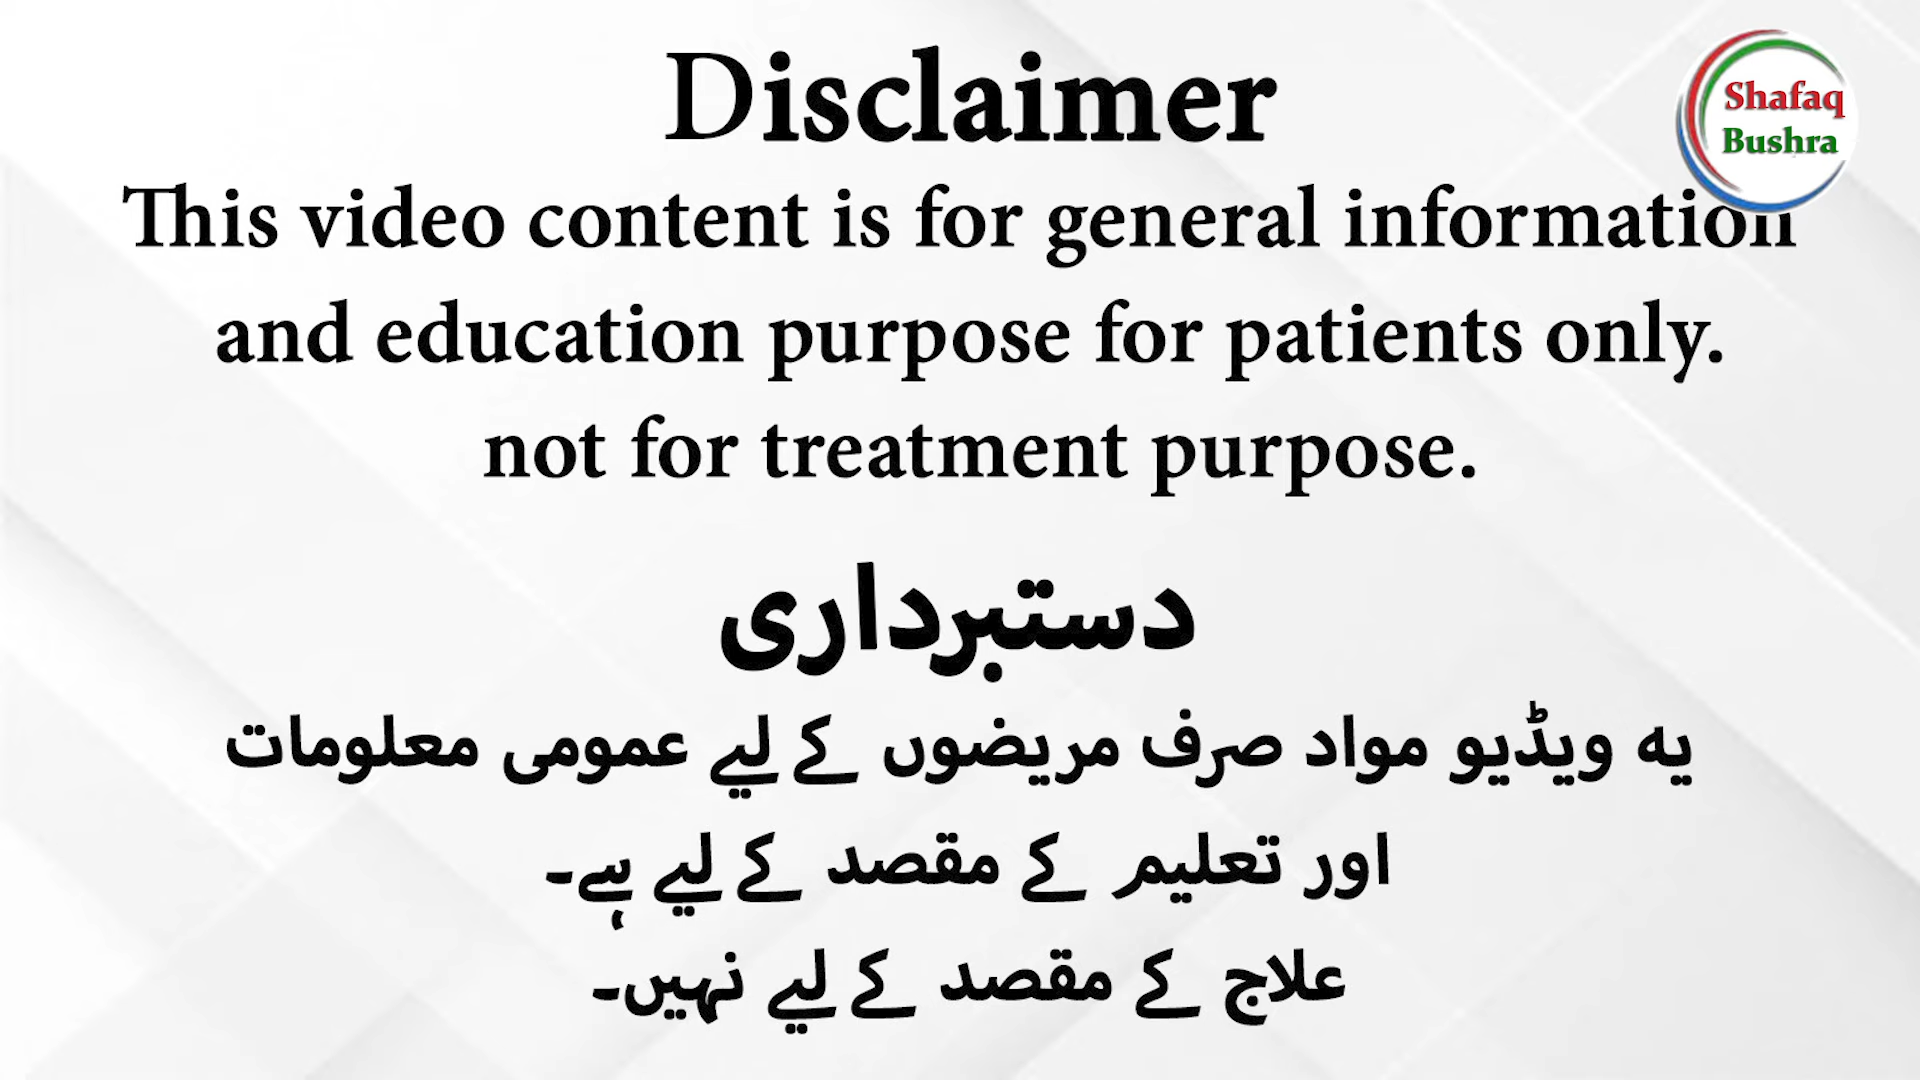 Disclaimer
Shafaq
Bushra
This video content is for general information
and education purpose for patients only.
not for treatment purpose.
دستبرداری
یہ ویڈیو مواد صرف مریضوں کے لیے عمومی معلومات
اور تعلیم کے مقصد کے لیے ہے۔
علاج کے مقصد کے لیے نہیں۔